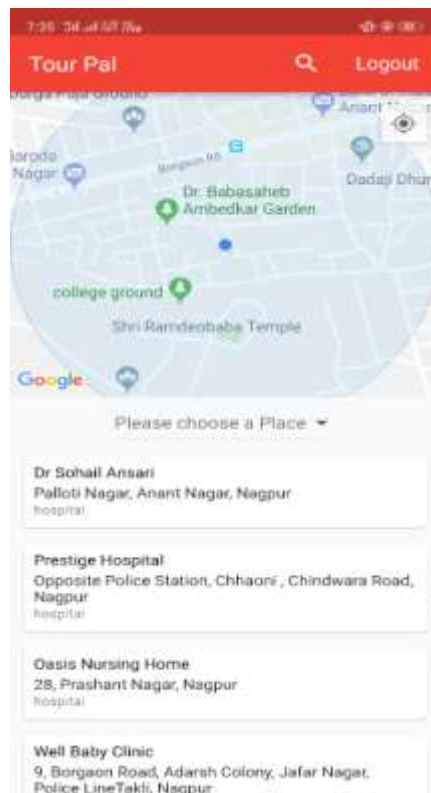 Tour Pal
Logout
Anant
Borgaon Rd
Nagar
Dr. Babasaheb
Ambedkar Garden
Dadaji Dhun
college ground
Shri Ramdeobaba Temple
Google
Please choose a Place
Dr Sohail Ansari
Palloti Nagar, Anant Nagar, Nagpur
hospital
Prestige Hospital
Opposite Police Station, Chhaoni , Chindwara Road,
Nagpur
hospital
Oasis Nursing Home
28, Prashant Nagar, Nagpur
hospital
Well Baby Clinic
9, Borgaon Road, Adarsh Colony, Jafar Nagar,
Police LineTakli, Nagpur